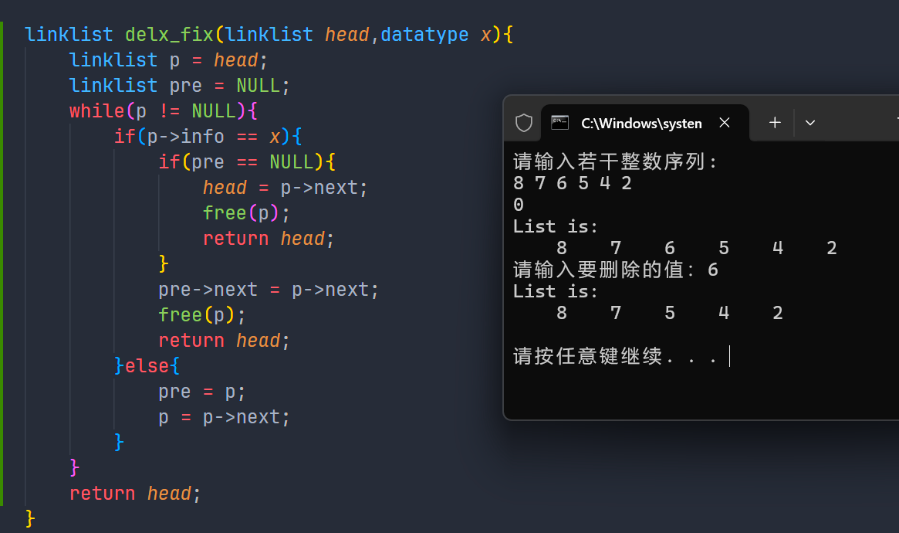 linklist delx_fix(linklist head,datatype x){
linklist p = head;
linklist pre = NULL;
while(p != NULL){
if(p->info == x){
if(pre == NULL){
head = p->next;
free(p);
return head;
}
pre->next = p->next;
free(p);
return head;
}else{
pre = p;
p = p->next;
}
}
return head;
}
C:\Windows\systen
请输入若干整数序列:
8 7 6 5 4 2
0
List is:
8 7 6 5 4 2
请输入要删除的值: 6
List is:
8 7 5 4 2
请按任意键继续. . .